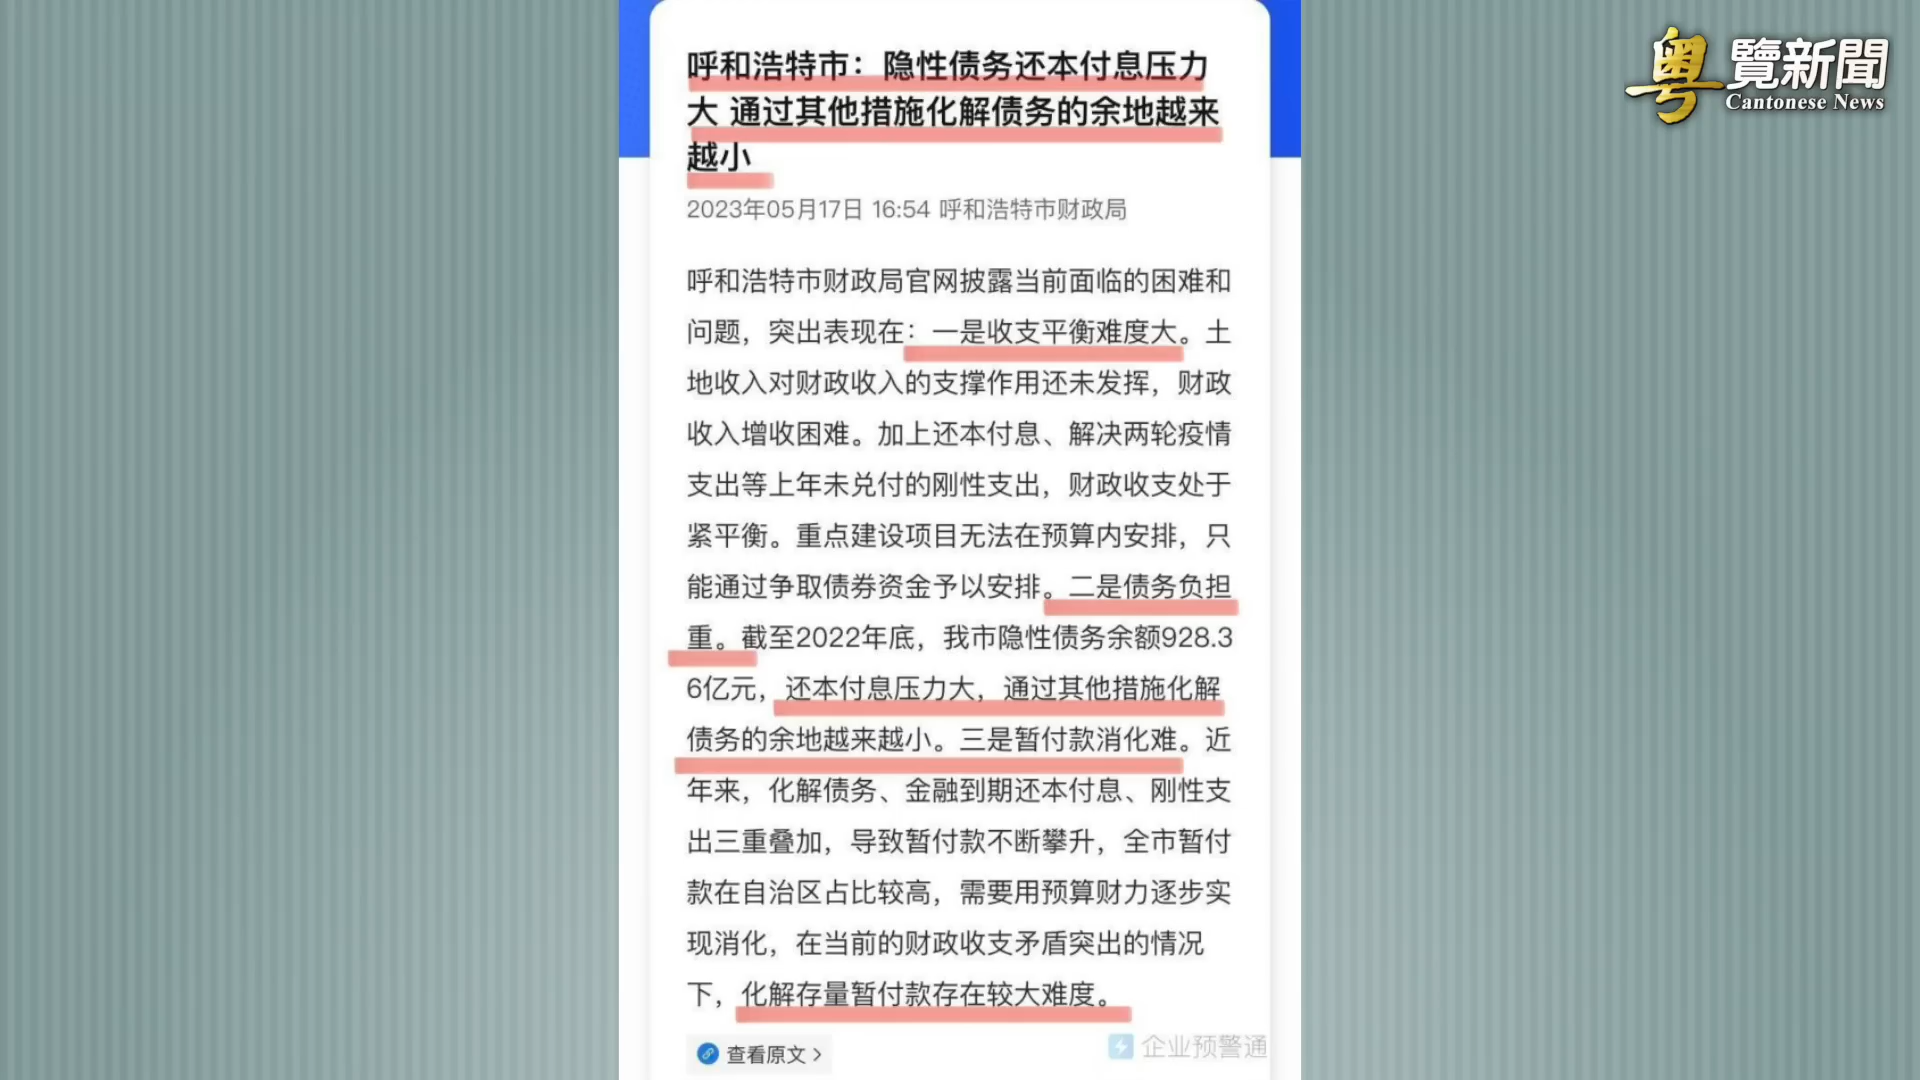 呼和浩特市：隐性债务还本付息压力
大 通过其他措施化解债务的余地越来
越小
2023年05月17日 16:54 呼和浩特市财政局
呼和浩特市财政局官网披露当前面临的困难和
问题，突出表现在：一是收支平衡难度大。土
地收入对财政收入的支撑作用还未发挥，财政
收入增收困难。加上还本付息、解决两轮疫情
支出等上年未兑付的刚性支出，财政收支处于
紧平衡。重点建设项目无法在预算内安排，只
能通过争取债券资金予以安排。二是债务负担
重。截至2022年底，我市隐性债务余额928.3
6亿元，还本付息压力大，通过其他措施化解
债务的余地越来越小。三是暂付款消化难。近
年来，化解债务、金融到期还本付息、刚性支
出三重叠加，导致暂付款不断攀升，全市暂付
款在自治区占比较高，需要用预算财力逐步实
现消化，在当前的财政收支矛盾突出的情况
下，化解存量暂付款存在较大难度。
查看原文
企业预警通
粤覽新聞
Cantonese News